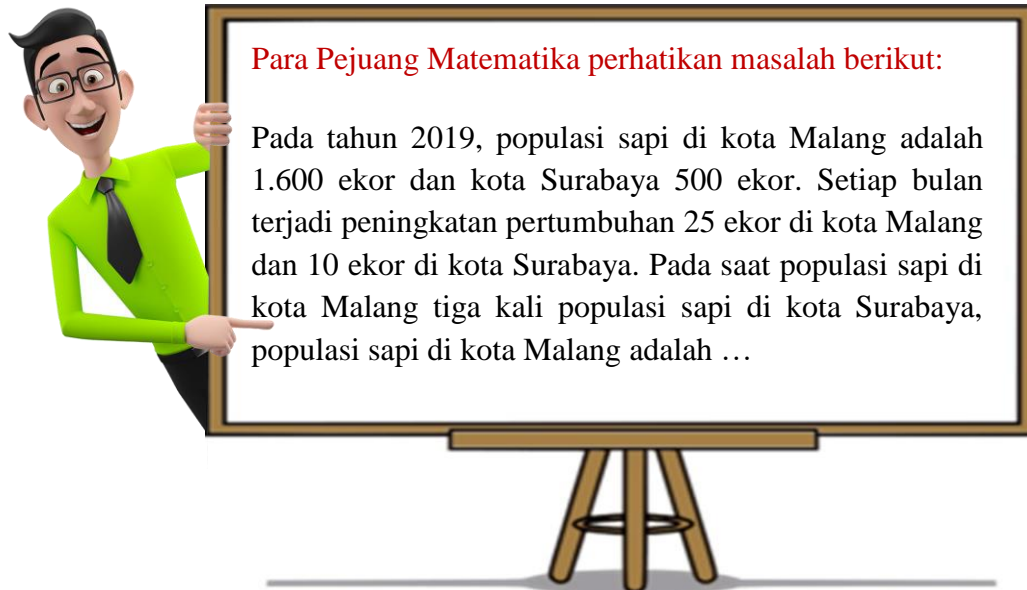 Para Pejuang Matematika perhatikan masalah berikut:
Pada tahun 2019, populasi sapi di kota Malang adalah
1.600 ekor dan kota Surabaya 500 ekor. Setiap bulan
terjadi peningkatan pertumbuhan 25 ekor di kota Malang
dan 10 ekor di kota Surabaya. Pada saat populasi sapi di
kota Malang tiga kali populasi sapi di kota Surabaya,
populasi sapi di kota Malang adalah …